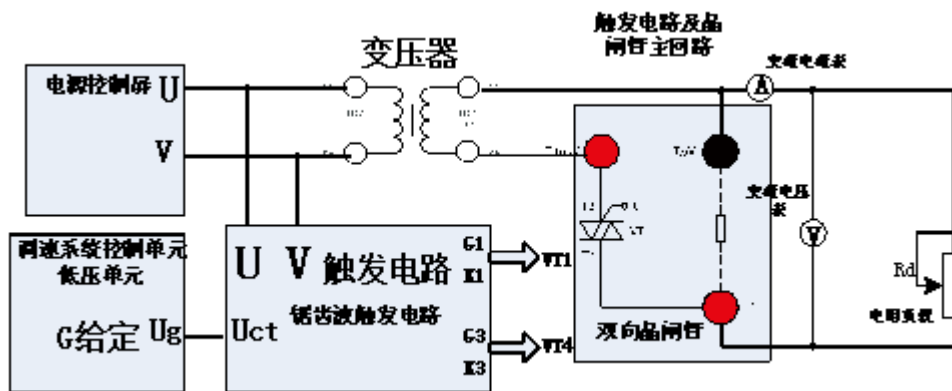 变压器
触发电路及晶
闸管主回路
交流电流表
电源控制屏 U
V
A
交流电压
表
V
调速系统控制单元
低压单元
G给定 Ug
U V 触发电路
锯齿波触发电路
Uct
G1
K1
VT1
G3
K3
VT4
VT
双向晶闸管
Rd
电阻负载